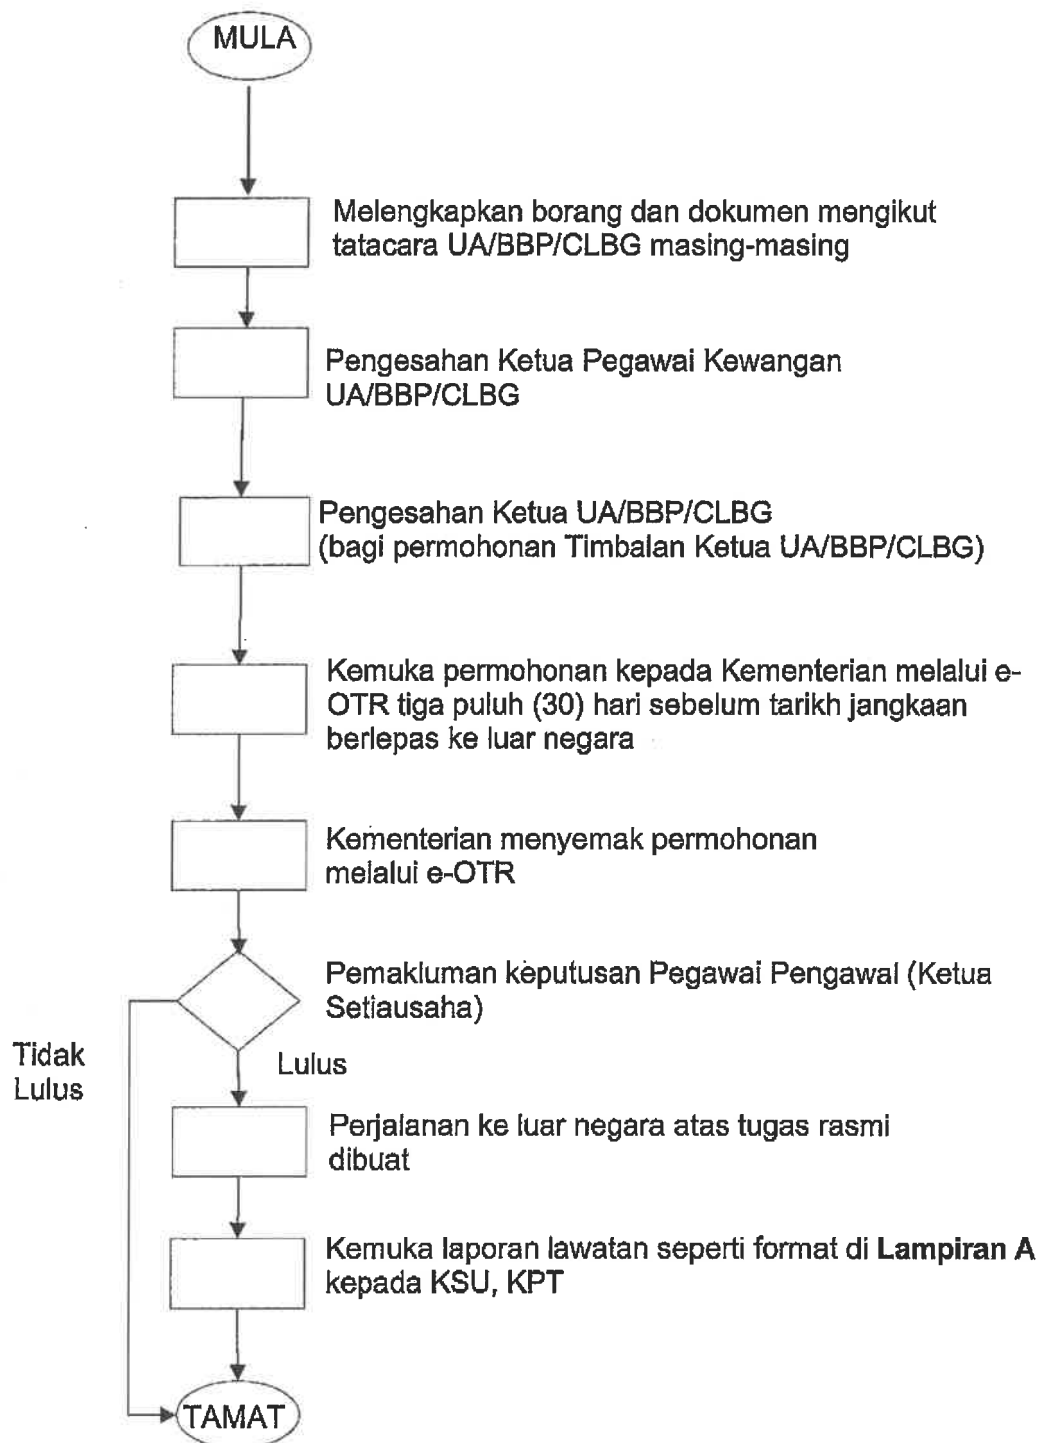 MULA
Melengkapkan borang dan dokumen mengikut
tatacara UA/BBP/CLBG masing-masing
Pengesahan Ketua Pegawai Kewangan
UA/BBP/CLBG
Pengesahan Ketua UA/BBP/CLBG
(bagi permohonan Timbalan Ketua UA/BBP/CLBG)
Kemuka permohonan kepada Kementerian melalui e-
OTR tiga puluh (30) hari sebelum tarikh jangkaan
berlepas ke luar negara
Kementerian menyemak permohonan
melalui e-OTR
Pemakluman keputusan Pegawai Pengawal (Ketua
Setiausaha)
Tidak
Lulus
Lulus
Perjalanan ke luar negara atas tugas rasmi
dibuat
Kemuka laporan lawatan seperti format di Lampiran A
kepada KSU, KPT
TAMAT